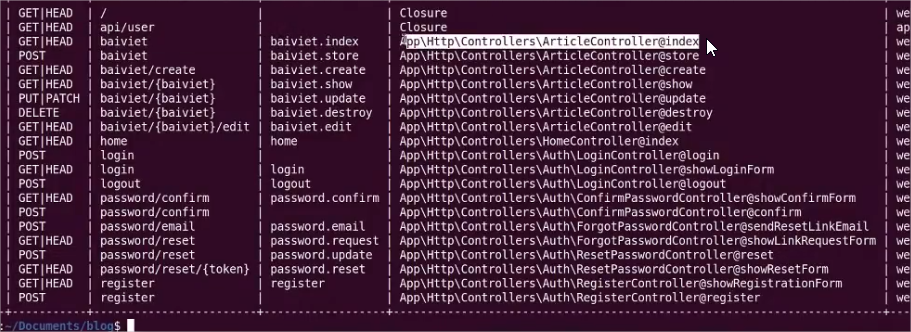 | GET|HEAD | / | | Closure | we
| GET|HEAD | api/user | | Closure | ap
| GET|HEAD | baiviet | baiviet.index | App\Http\Controllers\ArticleController@index | we
| POST | baiviet | baiviet.store | App\Http\Controllers\ArticleController@store | we
| GET|HEAD | baiviet/create | baiviet.create | App\Http\Controllers\ArticleController@create | we
| GET|HEAD | baiviet/{baiviet} | baiviet.show | App\Http\Controllers\ArticleController@show | we
| PUT|PATCH | baiviet/{baiviet} | baiviet.update | App\Http\Controllers\ArticleController@update | we
| DELETE | baiviet/{baiviet} | baiviet.destroy | App\Http\Controllers\ArticleController@destroy | we
| GET|HEAD | baiviet/{baiviet}/edit | baiviet.edit | App\Http\Controllers\ArticleController@edit | we
| GET|HEAD | home | home | App\Http\Controllers\HomeController@index | we
| POST | login | | App\Http\Controllers\Auth\LoginController@login | we
| GET|HEAD | login | login | App\Http\Controllers\Auth\LoginController@showLoginForm | we
| POST | logout | logout | App\Http\Controllers\Auth\LoginController@logout | we
| GET|HEAD | password/confirm | password.confirm | App\Http\Controllers\Auth\ConfirmPasswordController@showConfirmForm | we
| POST | password/confirm | | App\Http\Controllers\Auth\ConfirmPasswordController@confirm | we
| POST | password/email | password.email | App\Http\Controllers\Auth\ForgotPasswordController@sendResetLinkEmail | we
| GET|HEAD | password/reset | password.request | App\Http\Controllers\Auth\ForgotPasswordController@showLinkRequestForm | we
| POST | password/reset | password.update | App\Http\Controllers\Auth\ResetPasswordController@reset | we
| GET|HEAD | password/reset/{token} | password.reset | App\Http\Controllers\Auth\ResetPasswordController@showResetForm | we
| GET|HEAD | register | register | App\Http\Controllers\Auth\RegisterController@showRegistrationForm | we
| POST | register | | App\Http\Controllers\Auth\RegisterController@register | we
:~/Documents/blog$